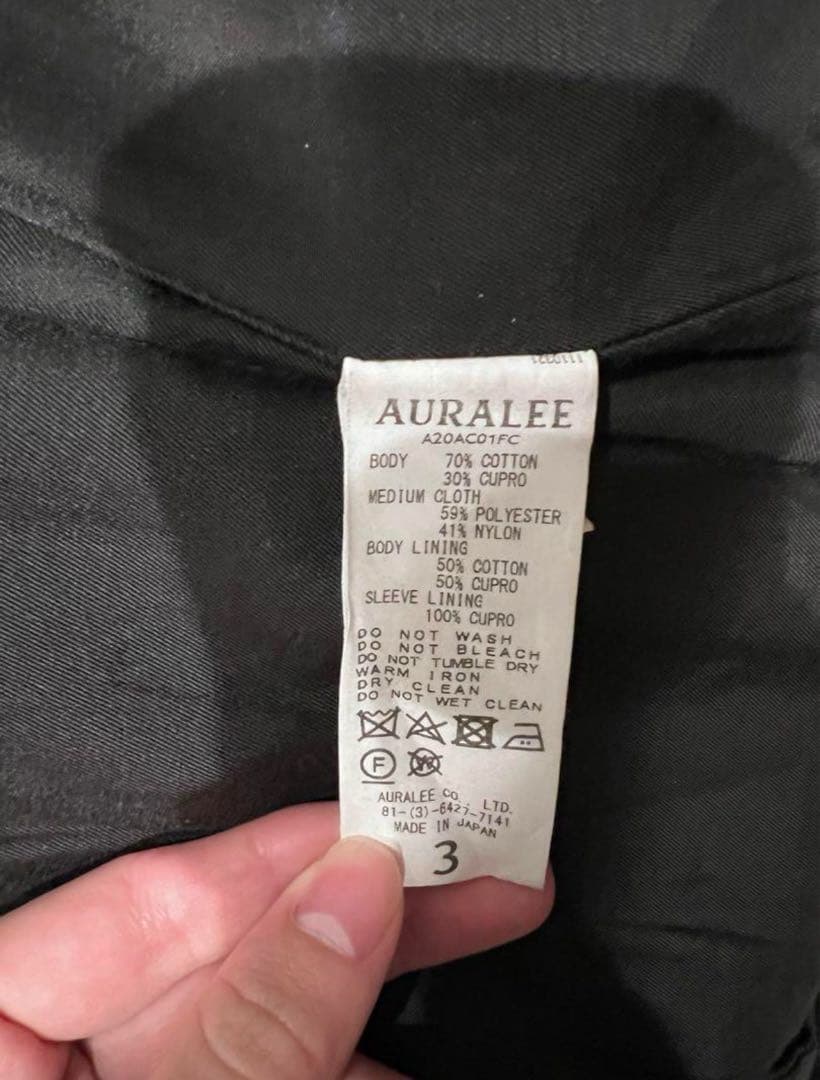 AURALEE
A20AC01FC
BODY 70% COTTON
30% CUPRO
MEDIUM CLOTH
59% POLYESTER
41% NYLON
BODY LINING
50% COTTON
50% CUPRO
SLEEVE LINING
100% CUPRO
DO NOT WASH
DO NOT BLEACH
DO NOT TUMBLE DRY
WARM IRON
DRY CLEAN
DO NOT WET CLEAN
F W
AURALEE CO. LTD.
81-(3)-6427-7141
MADE IN JAPAN
3